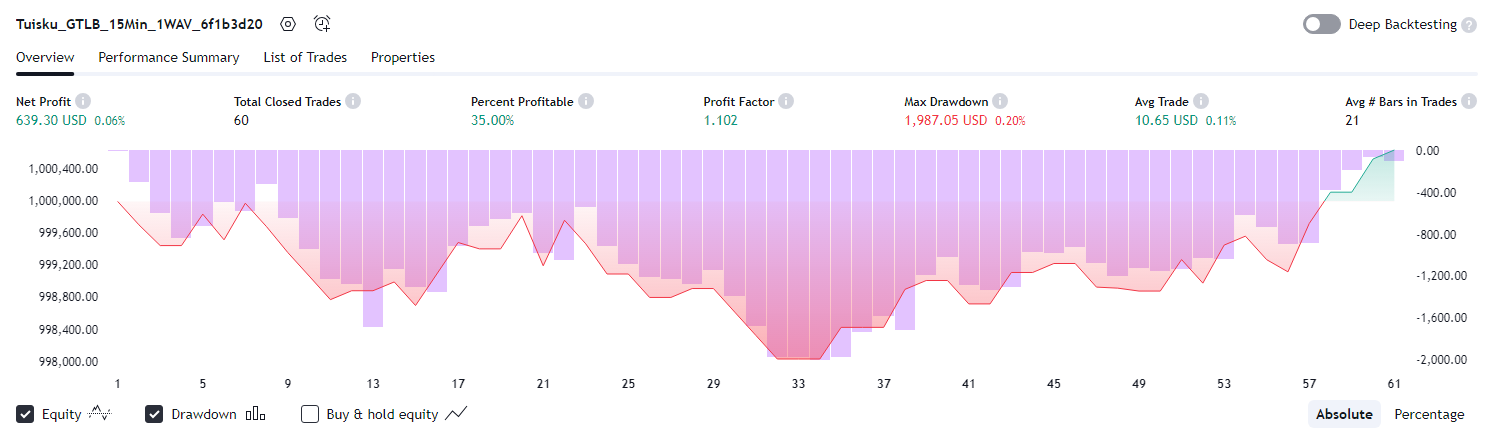 Tuisku_GTLB_15Min_1WAV_6f1b3d20 Deep Backtesting ?
Overview Performance Summary List of Trades Properties
Net Profit i Total Closed Trades i Percent Profitable i Profit Factor i Max Drawdown i Avg Trade i Avg # Bars in Trades i
639.30 USD 0.06% 60 35.00% 1.102 1,987.05 USD 0.20% 10.65 USD 0.11% 21
1,000,400.00
1,000,000.00
999,600.00
999,200.00
998,800.00
998,400.00
998,000.00
0.00
-400.00
-800.00
-1,200.00
-1,600.00
-2,000.00
1 5 9 13 17 21 25 29 33 37 41 45 49 53 57 61
Equity Drawdown Buy & hold equity Absolute Percentage